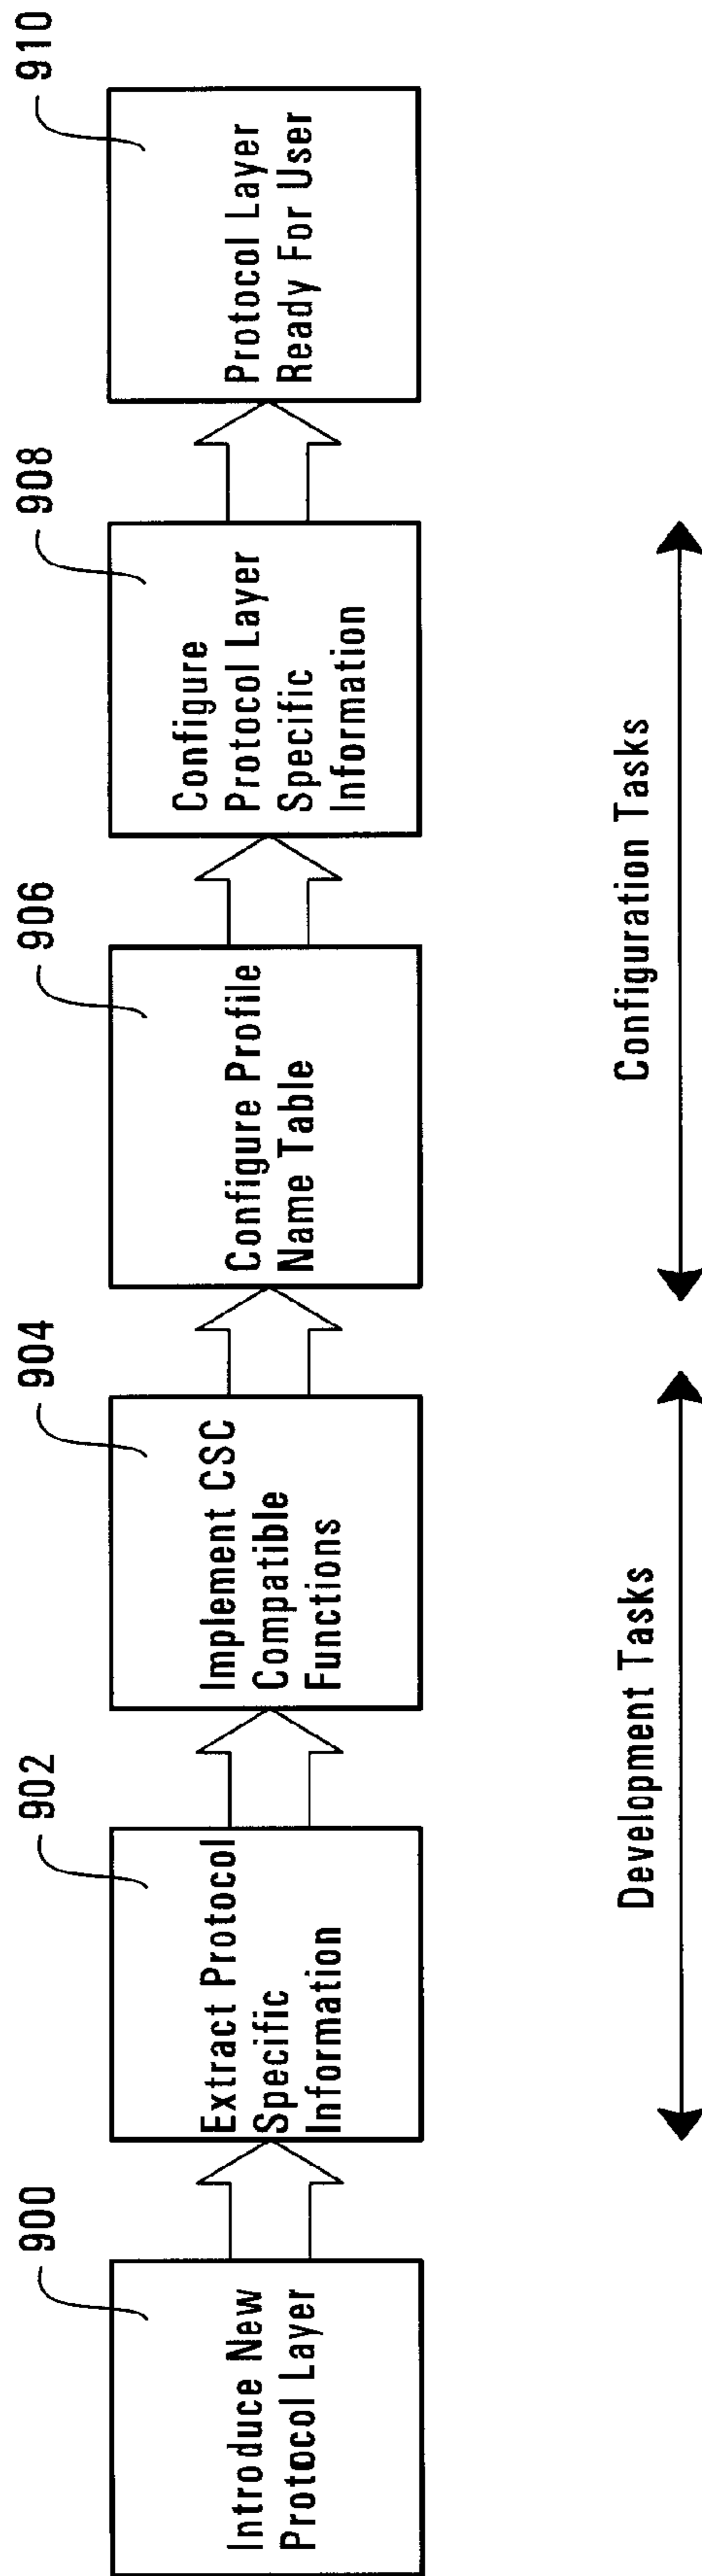 900
Introduce New
Protocol Layer
902
Extract Protocol
Specific
Information
904
Implement CSC
Compatible
Functions
906
Configure Profile
Name Table
908
Configure
Protocol Layer
Specific
Information
910
Protocol Layer
Ready For User
Development Tasks
Configuration Tasks